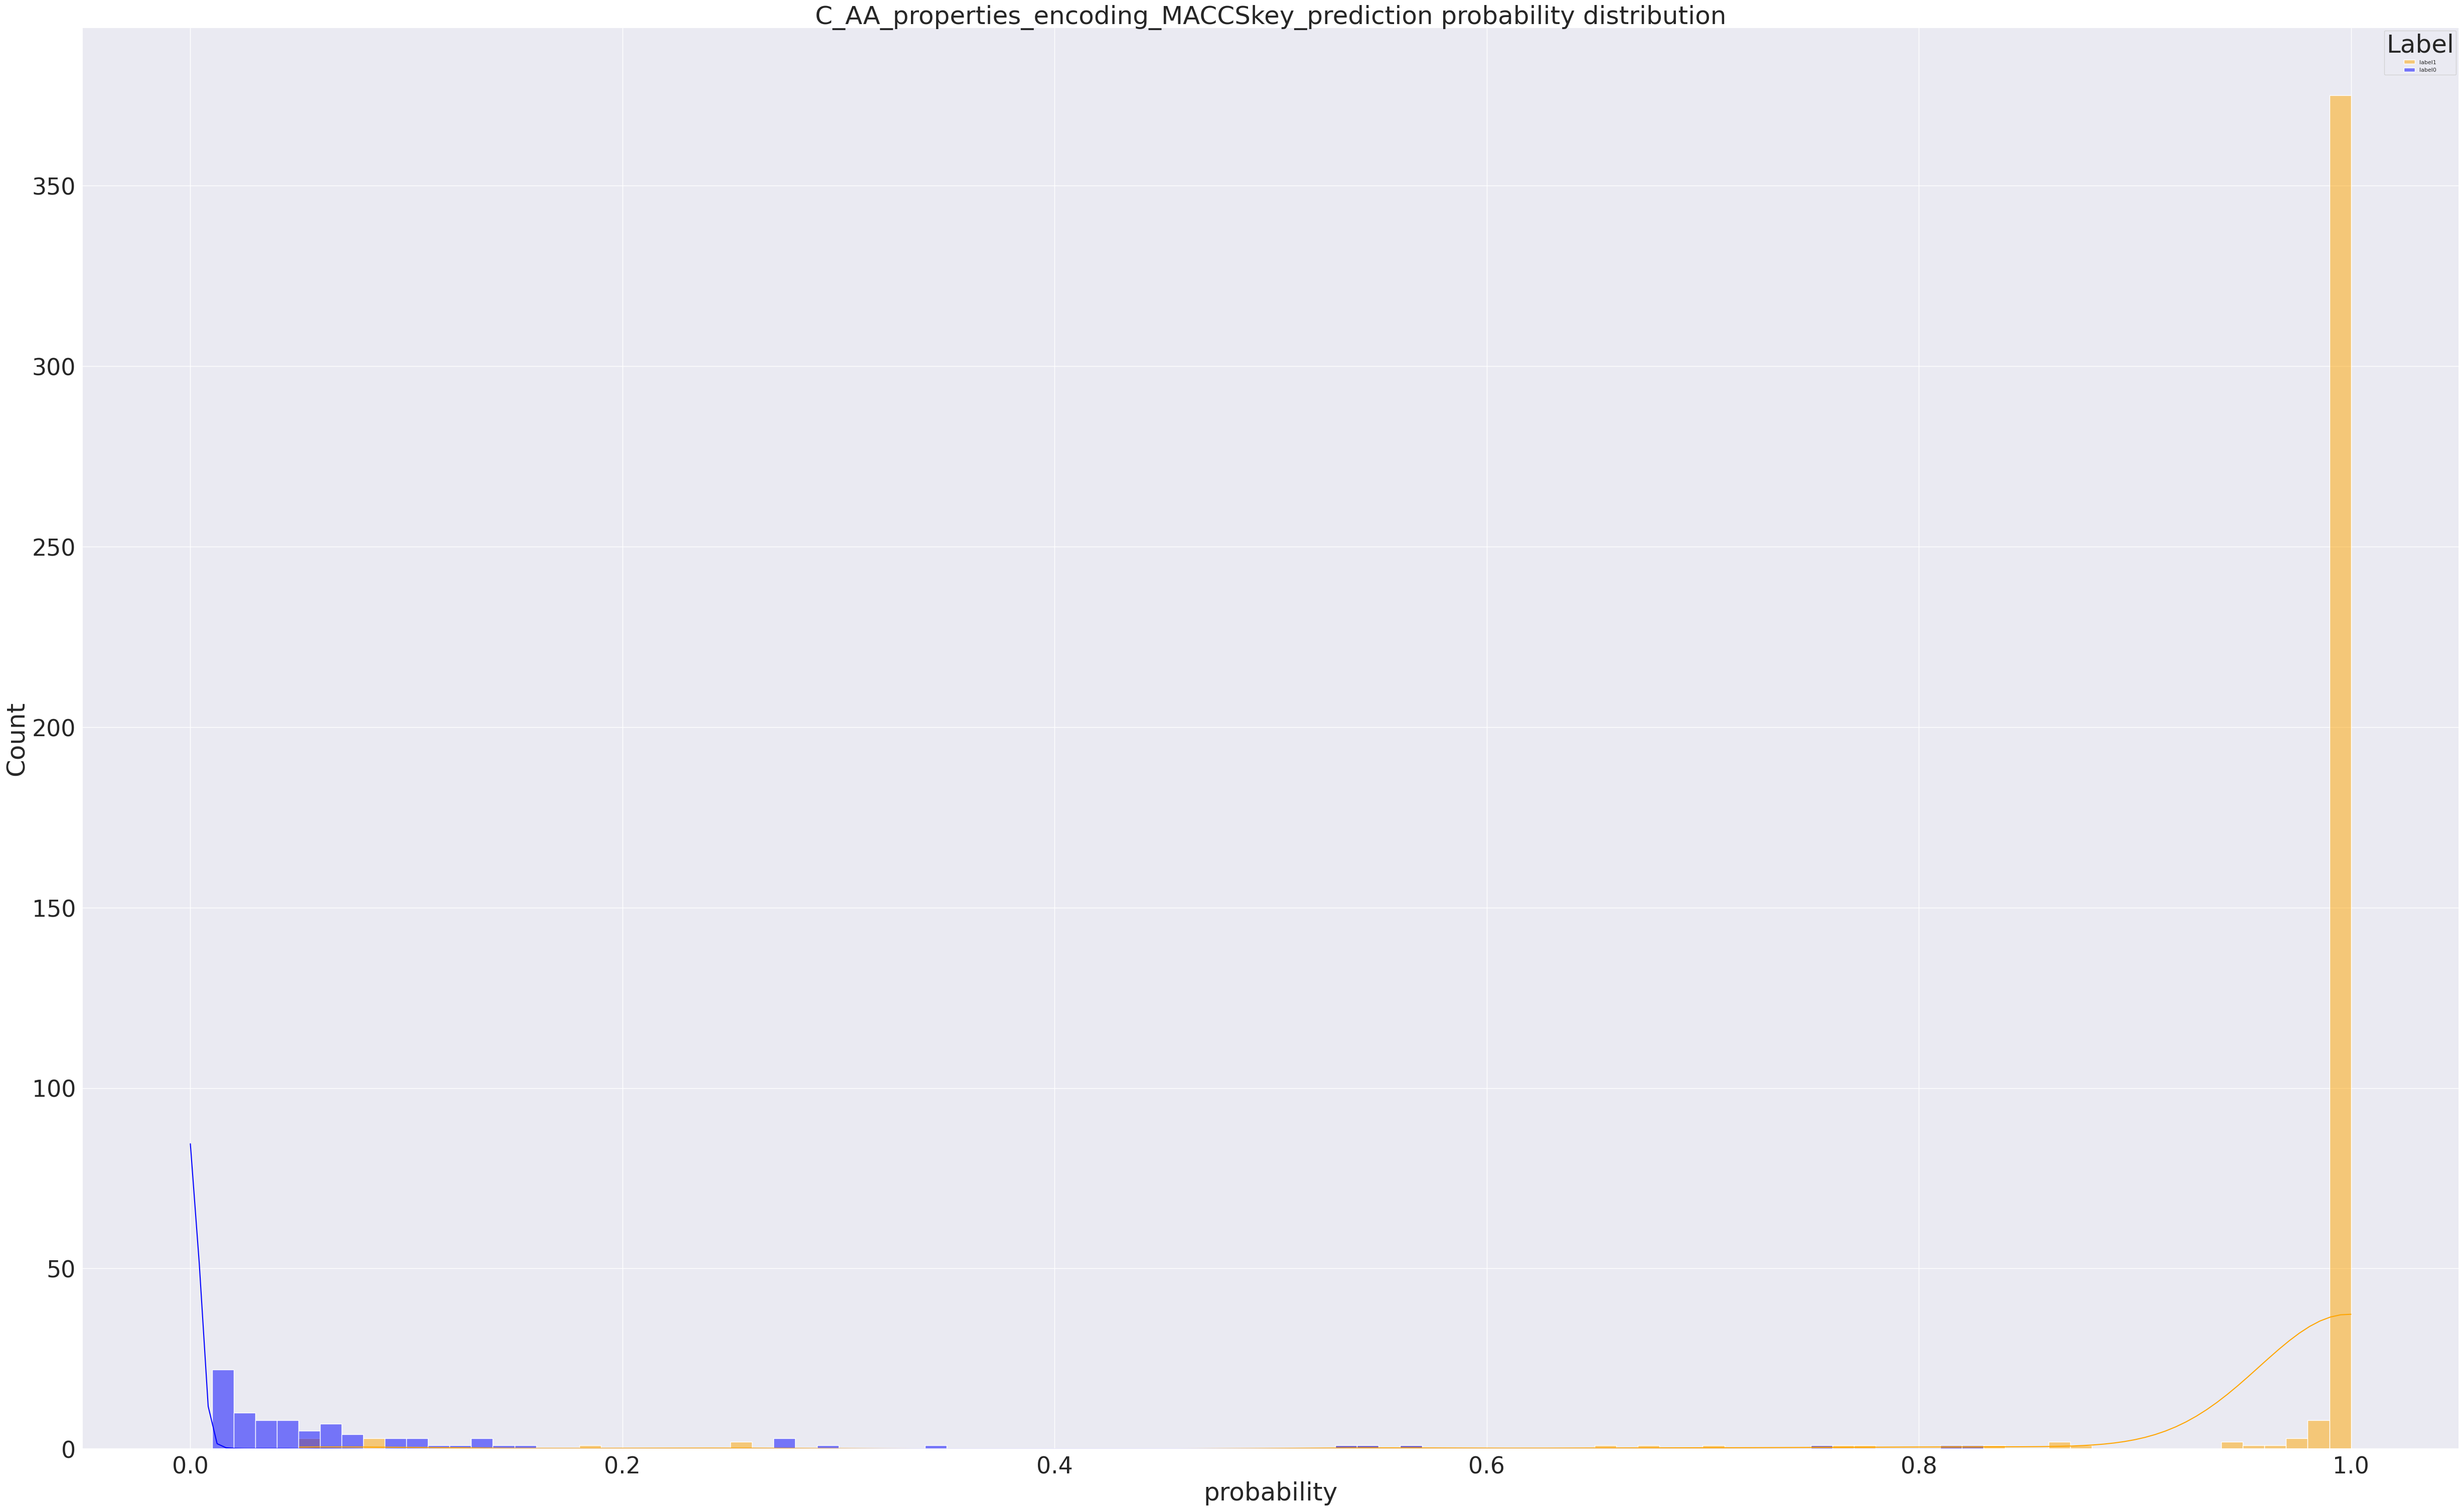 C_AA_properties_encoding_MACCSkey_prediction probability distribution
Label
label1
label0
350
300
250
200
150
100
50
0
Count
0.0 0.2 0.4 0.6 0.8 1.0
probability